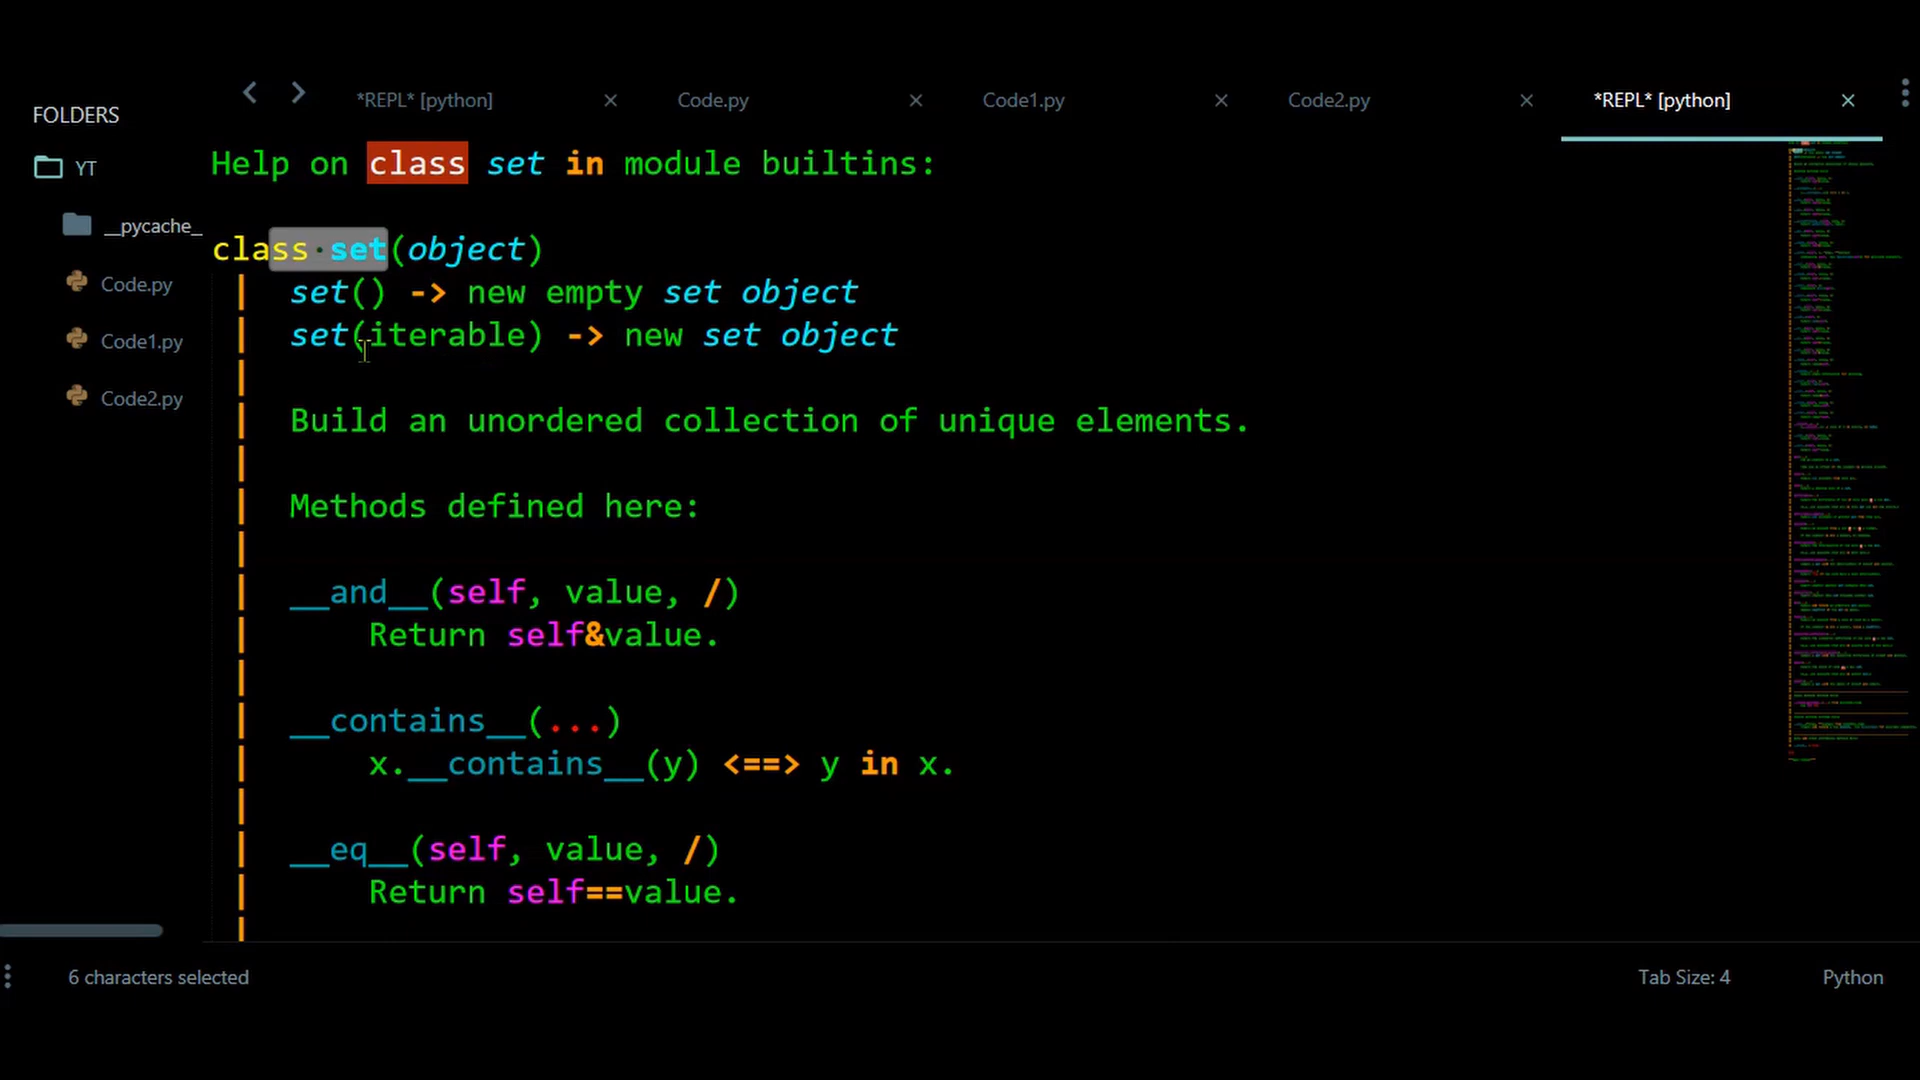 FOLDERS
YT
__pycache_
Code.py
Code1.py
Code2.py
*REPL* [python]
Code.py
Code1.py
Code2.py
*REPL* [python]
Help on class set in module builtins:
class set(object)
| set() -> new empty set object
| set(iterable) -> new set object
|
| Build an unordered collection of unique elements.
|
| Methods defined here:
|
| __and__(self, value, /)
| Return self&value.
|
| __contains__(...)
| x.__contains__(y) <==> y in x.
|
| __eq__(self, value, /)
| Return self==value.
|
6 characters selected
Tab Size: 4
Python